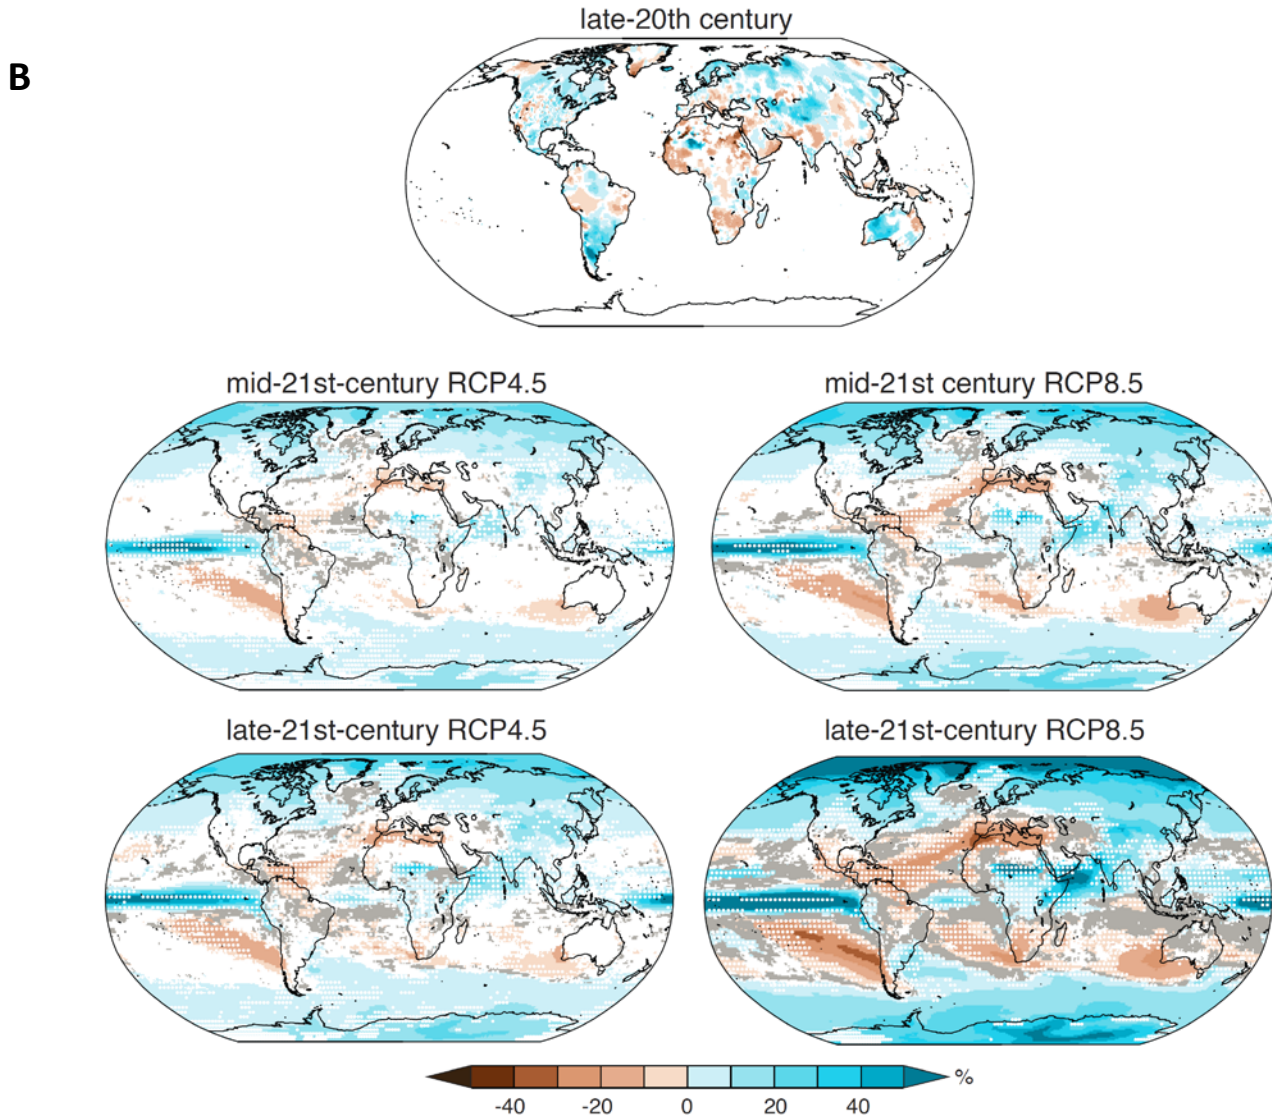 late-20th century
B
mid-21st-century RCP4.5
mid-21st century RCP8.5
late-21st-century RCP4.5
late-21st-century RCP8.5
%
-40 -20 0 20 40